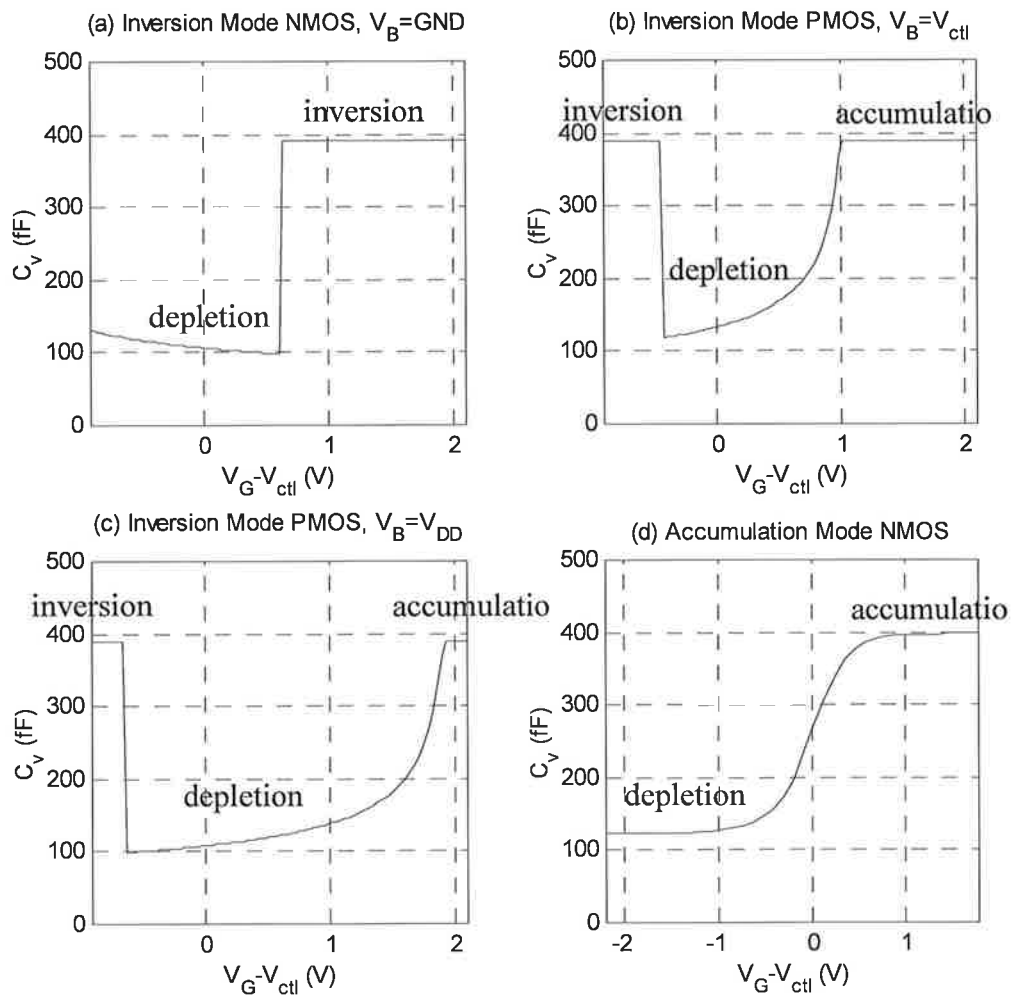 (a) Inversion Mode NMOS, V_B=GND
500
400
300
200
100
0
C_v (fF)
inversion
depletion
0 1 2
V_G-V_ctl (V)
(b) Inversion Mode PMOS, V_B=V_ctl
500
400
300
200
100
0
C_v (fF)
inversion
accumulatio
depletion
0 1 2
V_G-V_ctl (V)
(c) Inversion Mode PMOS, V_B=V_DD
500
400
300
200
100
0
C_v (fF)
inversion
accumulatio
depletion
0 1 2
V_G-V_ctl (V)
(d) Accumulation Mode NMOS
500
400
300
200
100
0
C_v (fF)
accumulatio
depletion
-2 -1 0 1
V_G-V_ctl (V)